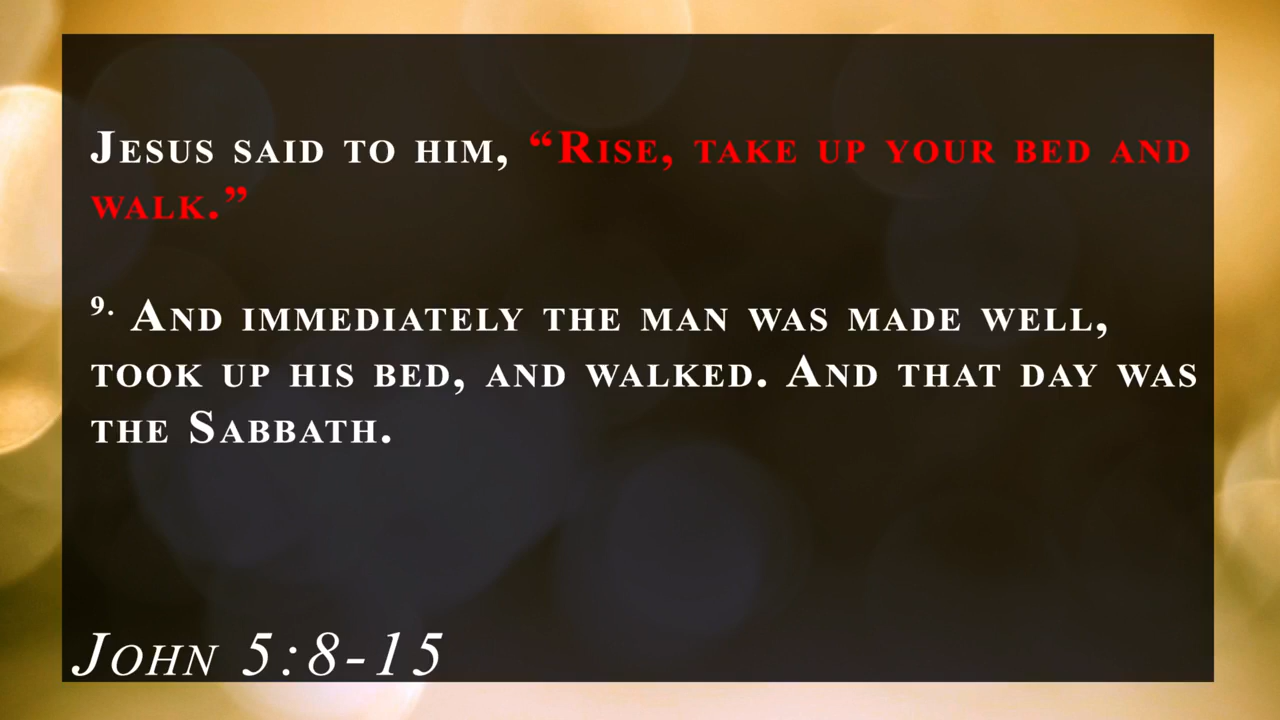 Jesus said to him, “Rise, take up your bed and
walk.”
9. And immediately the man was made well,
took up his bed, and walked. And that day was
the Sabbath.
John 5:8-15